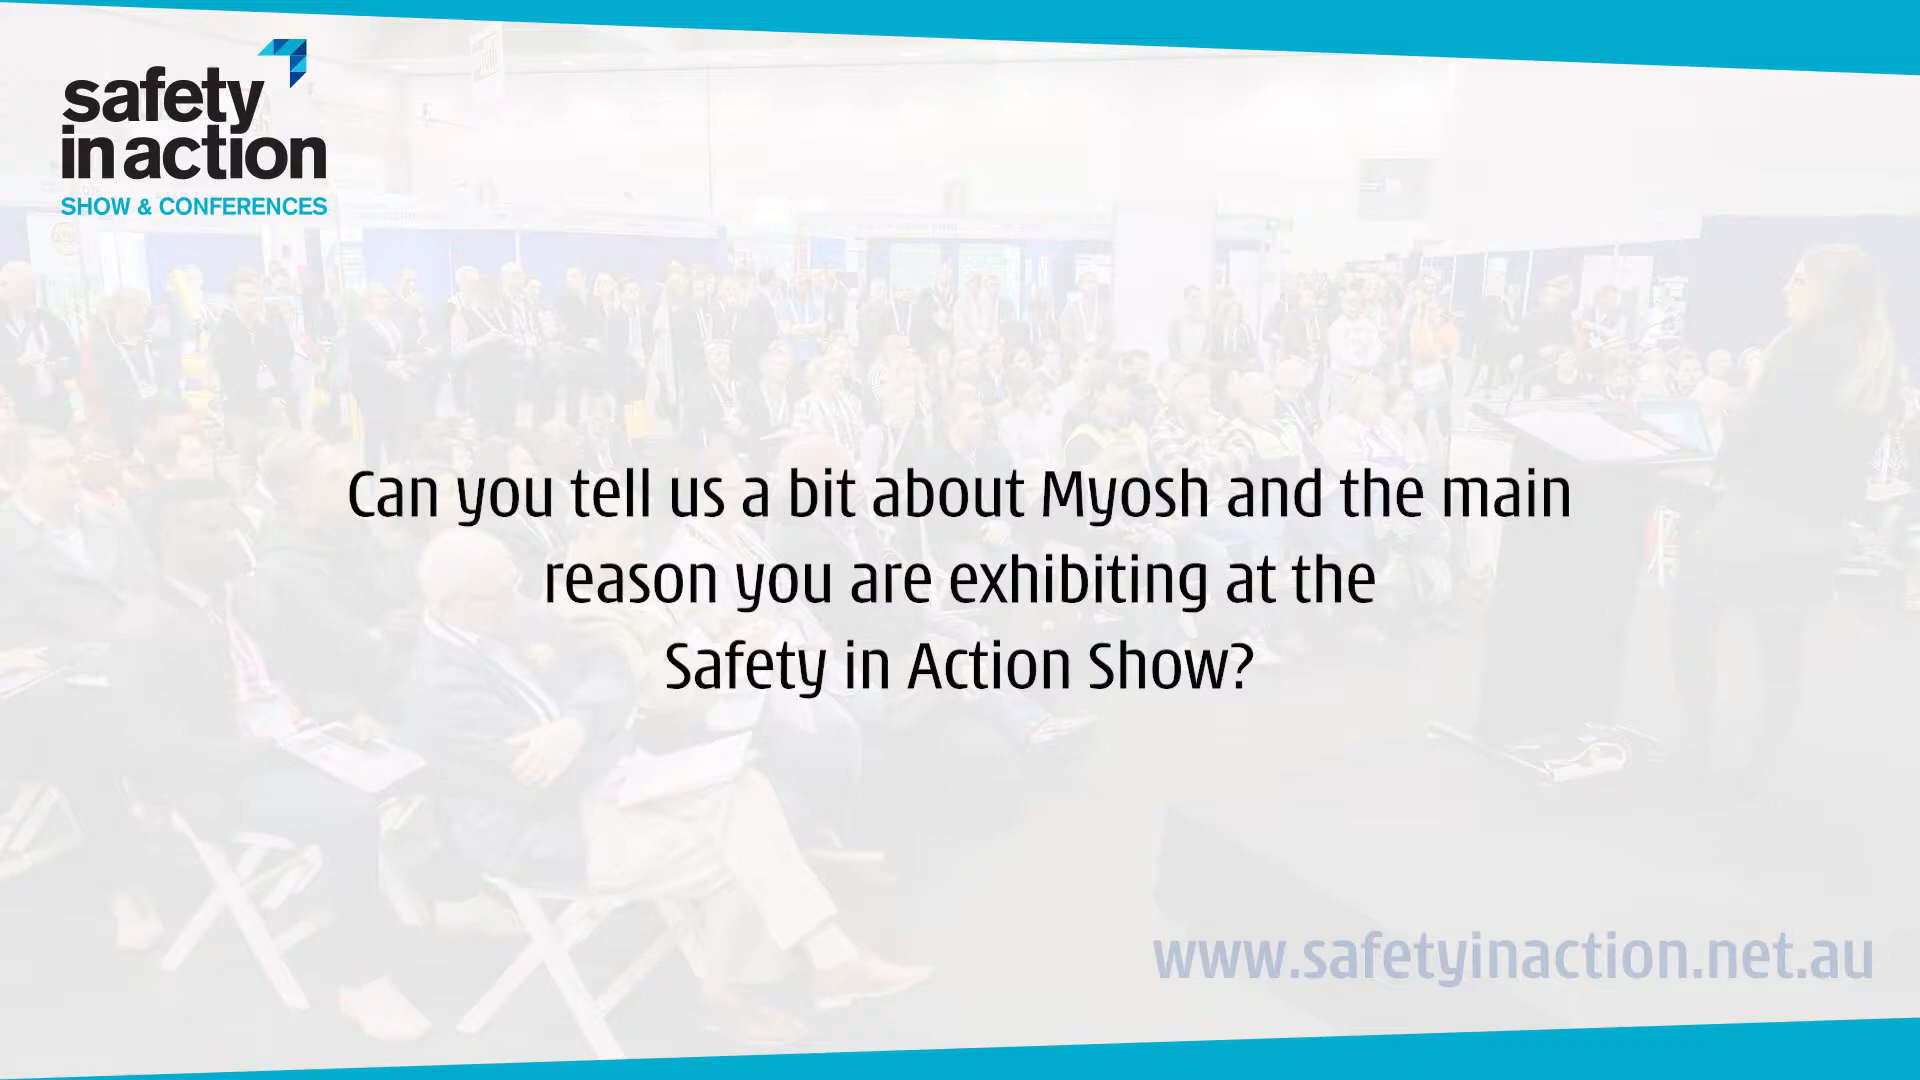 safety
in action
SHOW & CONFERENCES
Can you tell us a bit about Myosh and the main
reason you are exhibiting at the
Safety in Action Show?
www.safetyinaction.net.au